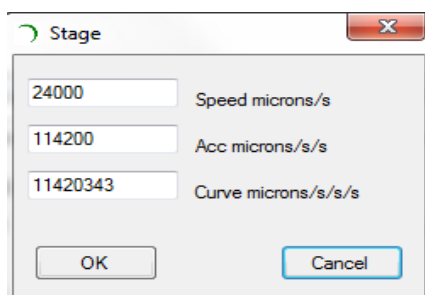 Stage
24000 Speed microns/s
114200 Acc microns/s/s
11420343 Curve microns/s/s/s
OK Cancel